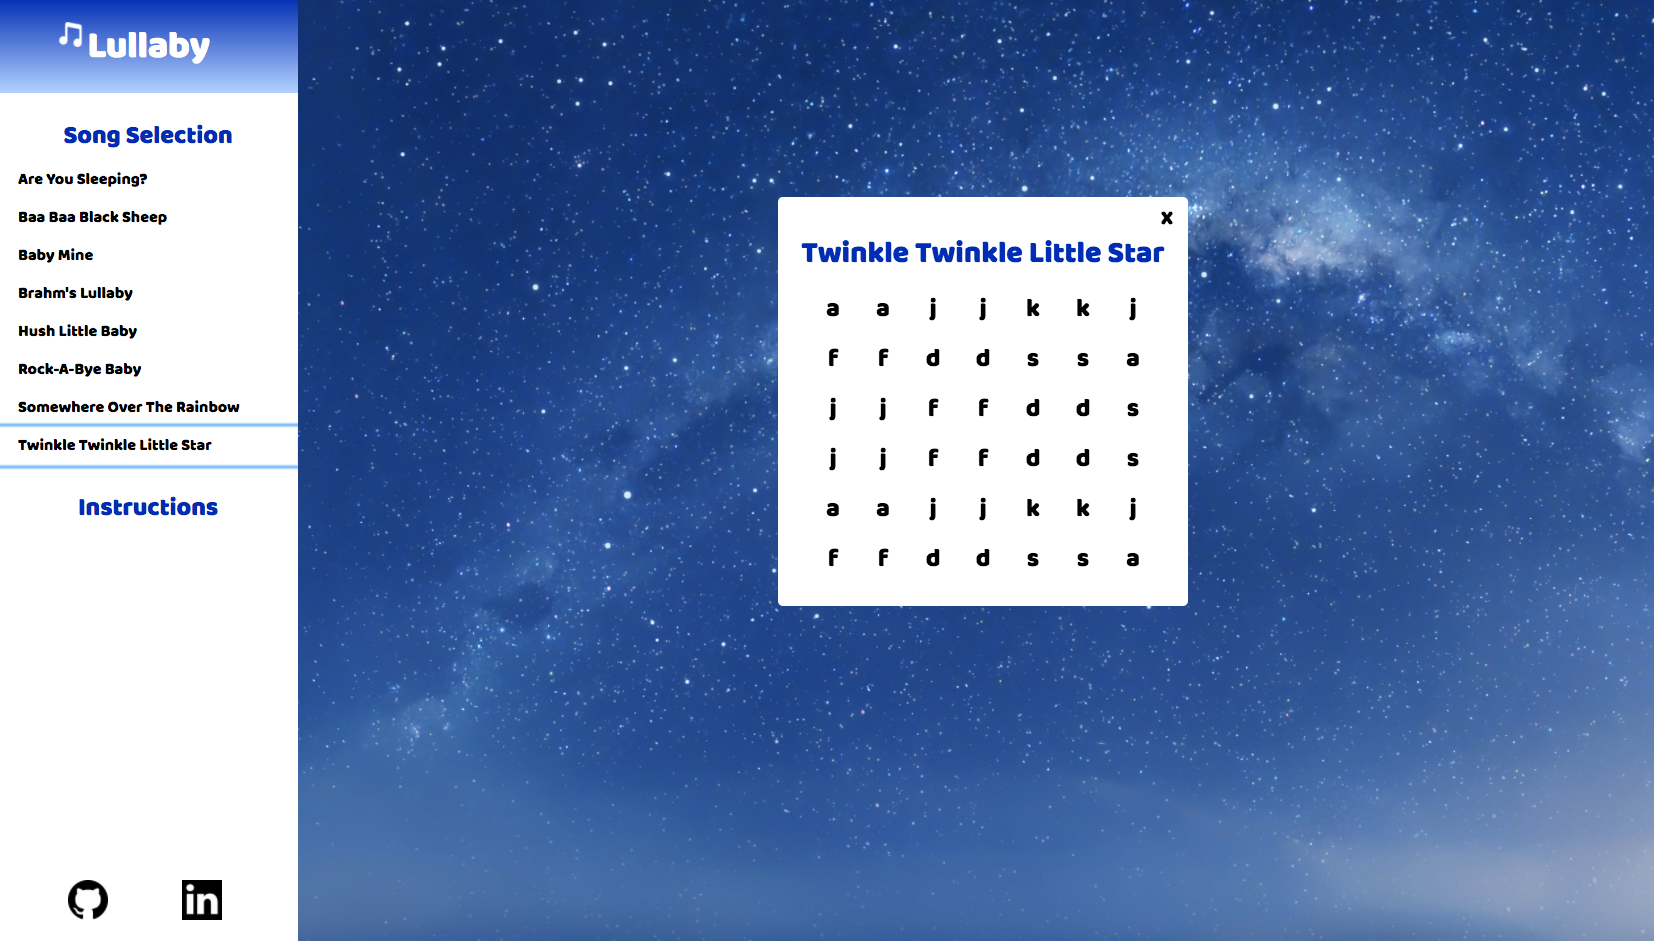 Lullaby
Song Selection
Are You Sleeping?
Baa Baa Black Sheep
Baby Mine
Brahm's Lullaby
Hush Little Baby
Rock-A-Bye Baby
Somewhere Over The Rainbow
Twinkle Twinkle Little Star
Instructions
in
x
Twinkle Twinkle Little Star
a a j j k k j
f f d d s s a
j j f f d d s
j j f f d d s
a a j j k k j
f f d d s s a